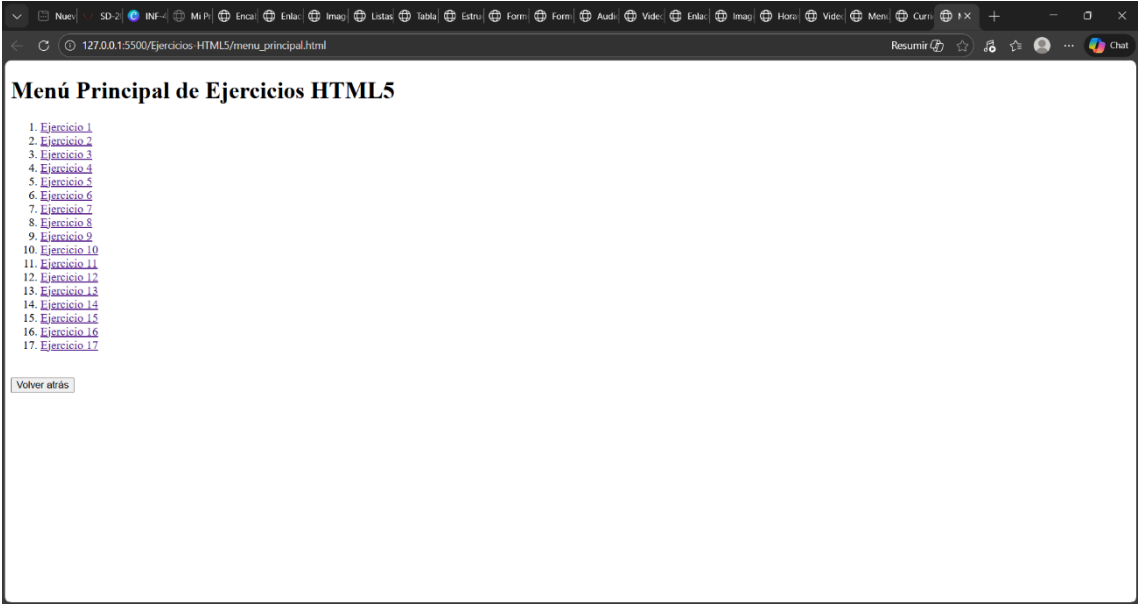 Nuev SD-2 INF-4 Mi Pr Encal Enlac Imag Listas Tabla Estru Form Form Audi Videc Enlac Imag Hora Videc Menú Curri
127.0.0.1:5500/Ejercicios-HTML5/menu_principal.html Resumir Chat
Menú Principal de Ejercicios HTML5
1. Ejercicio 1
2. Ejercicio 2
3. Ejercicio 3
4. Ejercicio 4
5. Ejercicio 5
6. Ejercicio 6
7. Ejercicio 7
8. Ejercicio 8
9. Ejercicio 9
10. Ejercicio 10
11. Ejercicio 11
12. Ejercicio 12
13. Ejercicio 13
14. Ejercicio 14
15. Ejercicio 15
16. Ejercicio 16
17. Ejercicio 17
Volver atrás